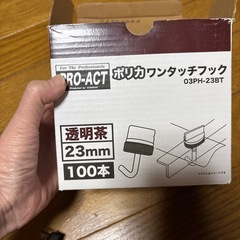 For The Professionals
PRO-ACT
ポリカワンタッチフック
03PH-23BT
透明茶
23mm
100本